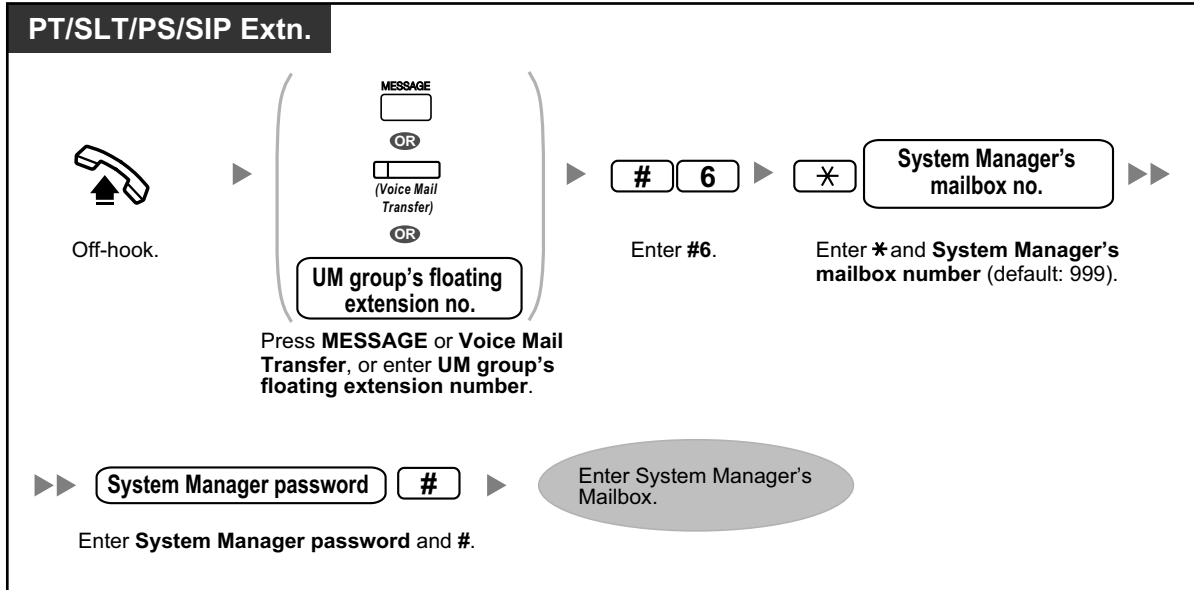 PT/SLT/PS/SIP Extn.
MESSAGE
OR
(Voice Mail
Transfer)
OR
UM group's floating
extension no.
# 6
* System Manager's
mailbox no.
Off-hook.
Press MESSAGE or Voice Mail
Transfer, or enter UM group's
floating extension number.
Enter #6.
Enter * and System Manager's
mailbox number (default: 999).
System Manager password #
Enter System Manager's
Mailbox.
Enter System Manager password and #.